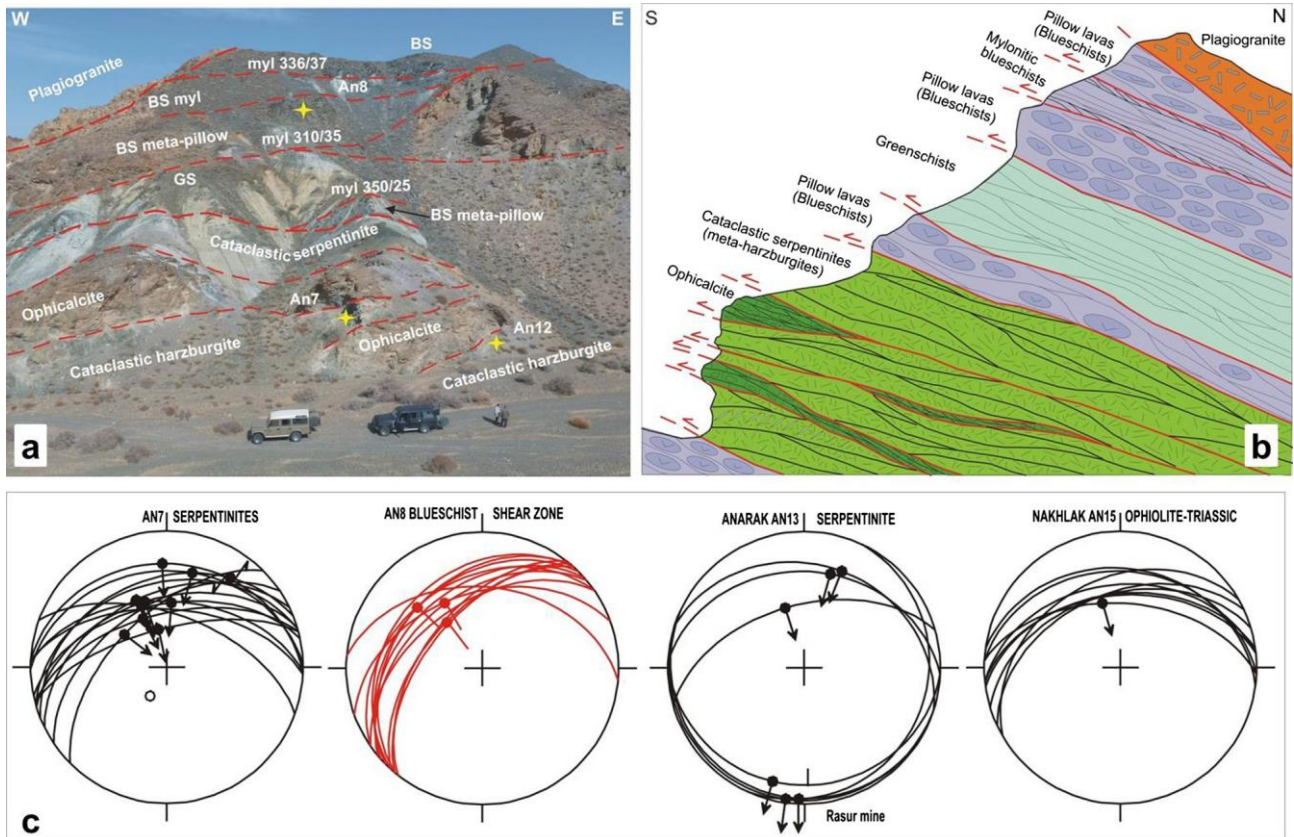 W
E
BS
Plagiogranite
myl 336/37
An8
BS myl
BS meta-pillow
myl 310/35
GS
myl 350/25
BS meta-pillow
Cataclastic serpentinite
Ophicalcite
An7
Ophicalcite
An12
Cataclastic harzburgite
Cataclastic harzburgite
a
S
N
Pillow lavas
(Blueschists)
Plagiogranite
Mylonitic
blueschists
Pillow lavas
(Blueschists)
Greenschists
Pillow lavas
(Blueschists)
Cataclastic serpentinites
(meta-harzburgites)
Ophicalcite
b
AN7 SERPENTINITES
AN8 BLUESCHIST SHEAR ZONE
ANARAK AN13 SERPENTINITE
NAKHLAK AN15 OPHIOLITE-TRIASSIC
Rasur mine
c